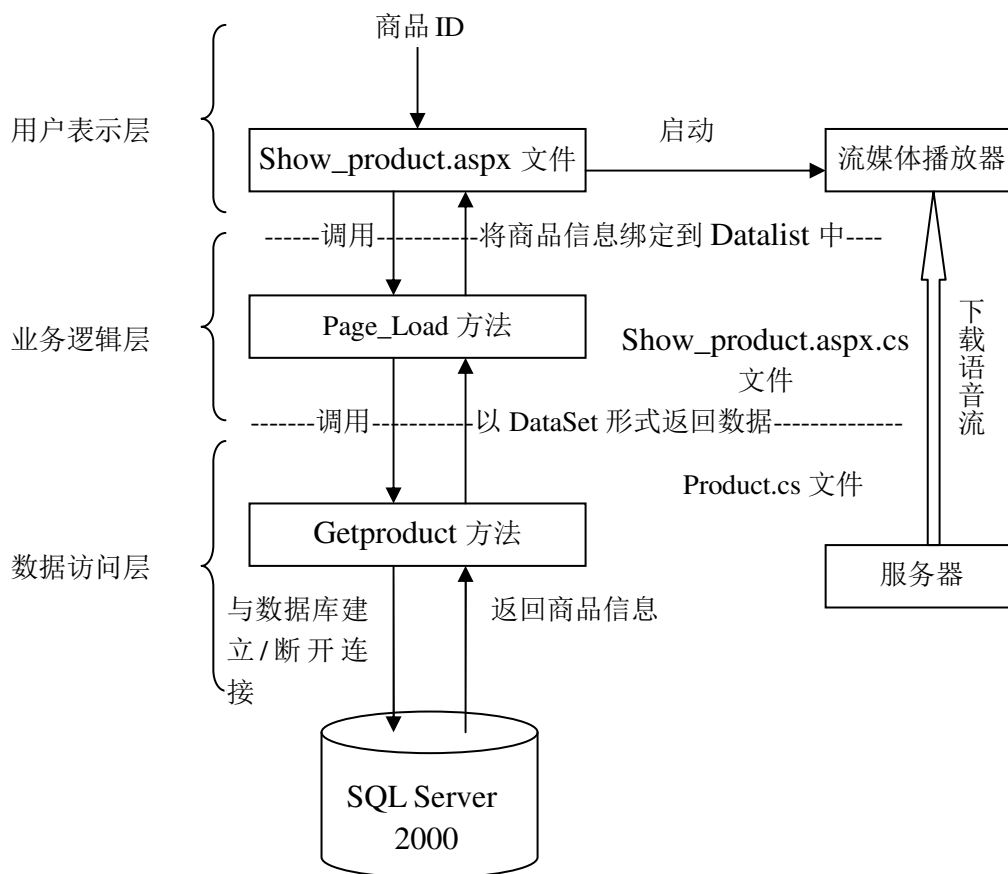 商品 ID
用户表示层
Show_product.aspx 文件
启动
流媒体播放器
------调用-----------将商品信息绑定到 Datalist 中----
业务逻辑层
Page_Load 方法
Show_product.aspx.cs
文件
下载语音流
------调用-----------以 DataSet 形式返回数据--------------
Product.cs 文件
数据访问层
Getproduct 方法
服务器
与数据库建
立/断开连
接
返回商品信息
SQL Server
2000